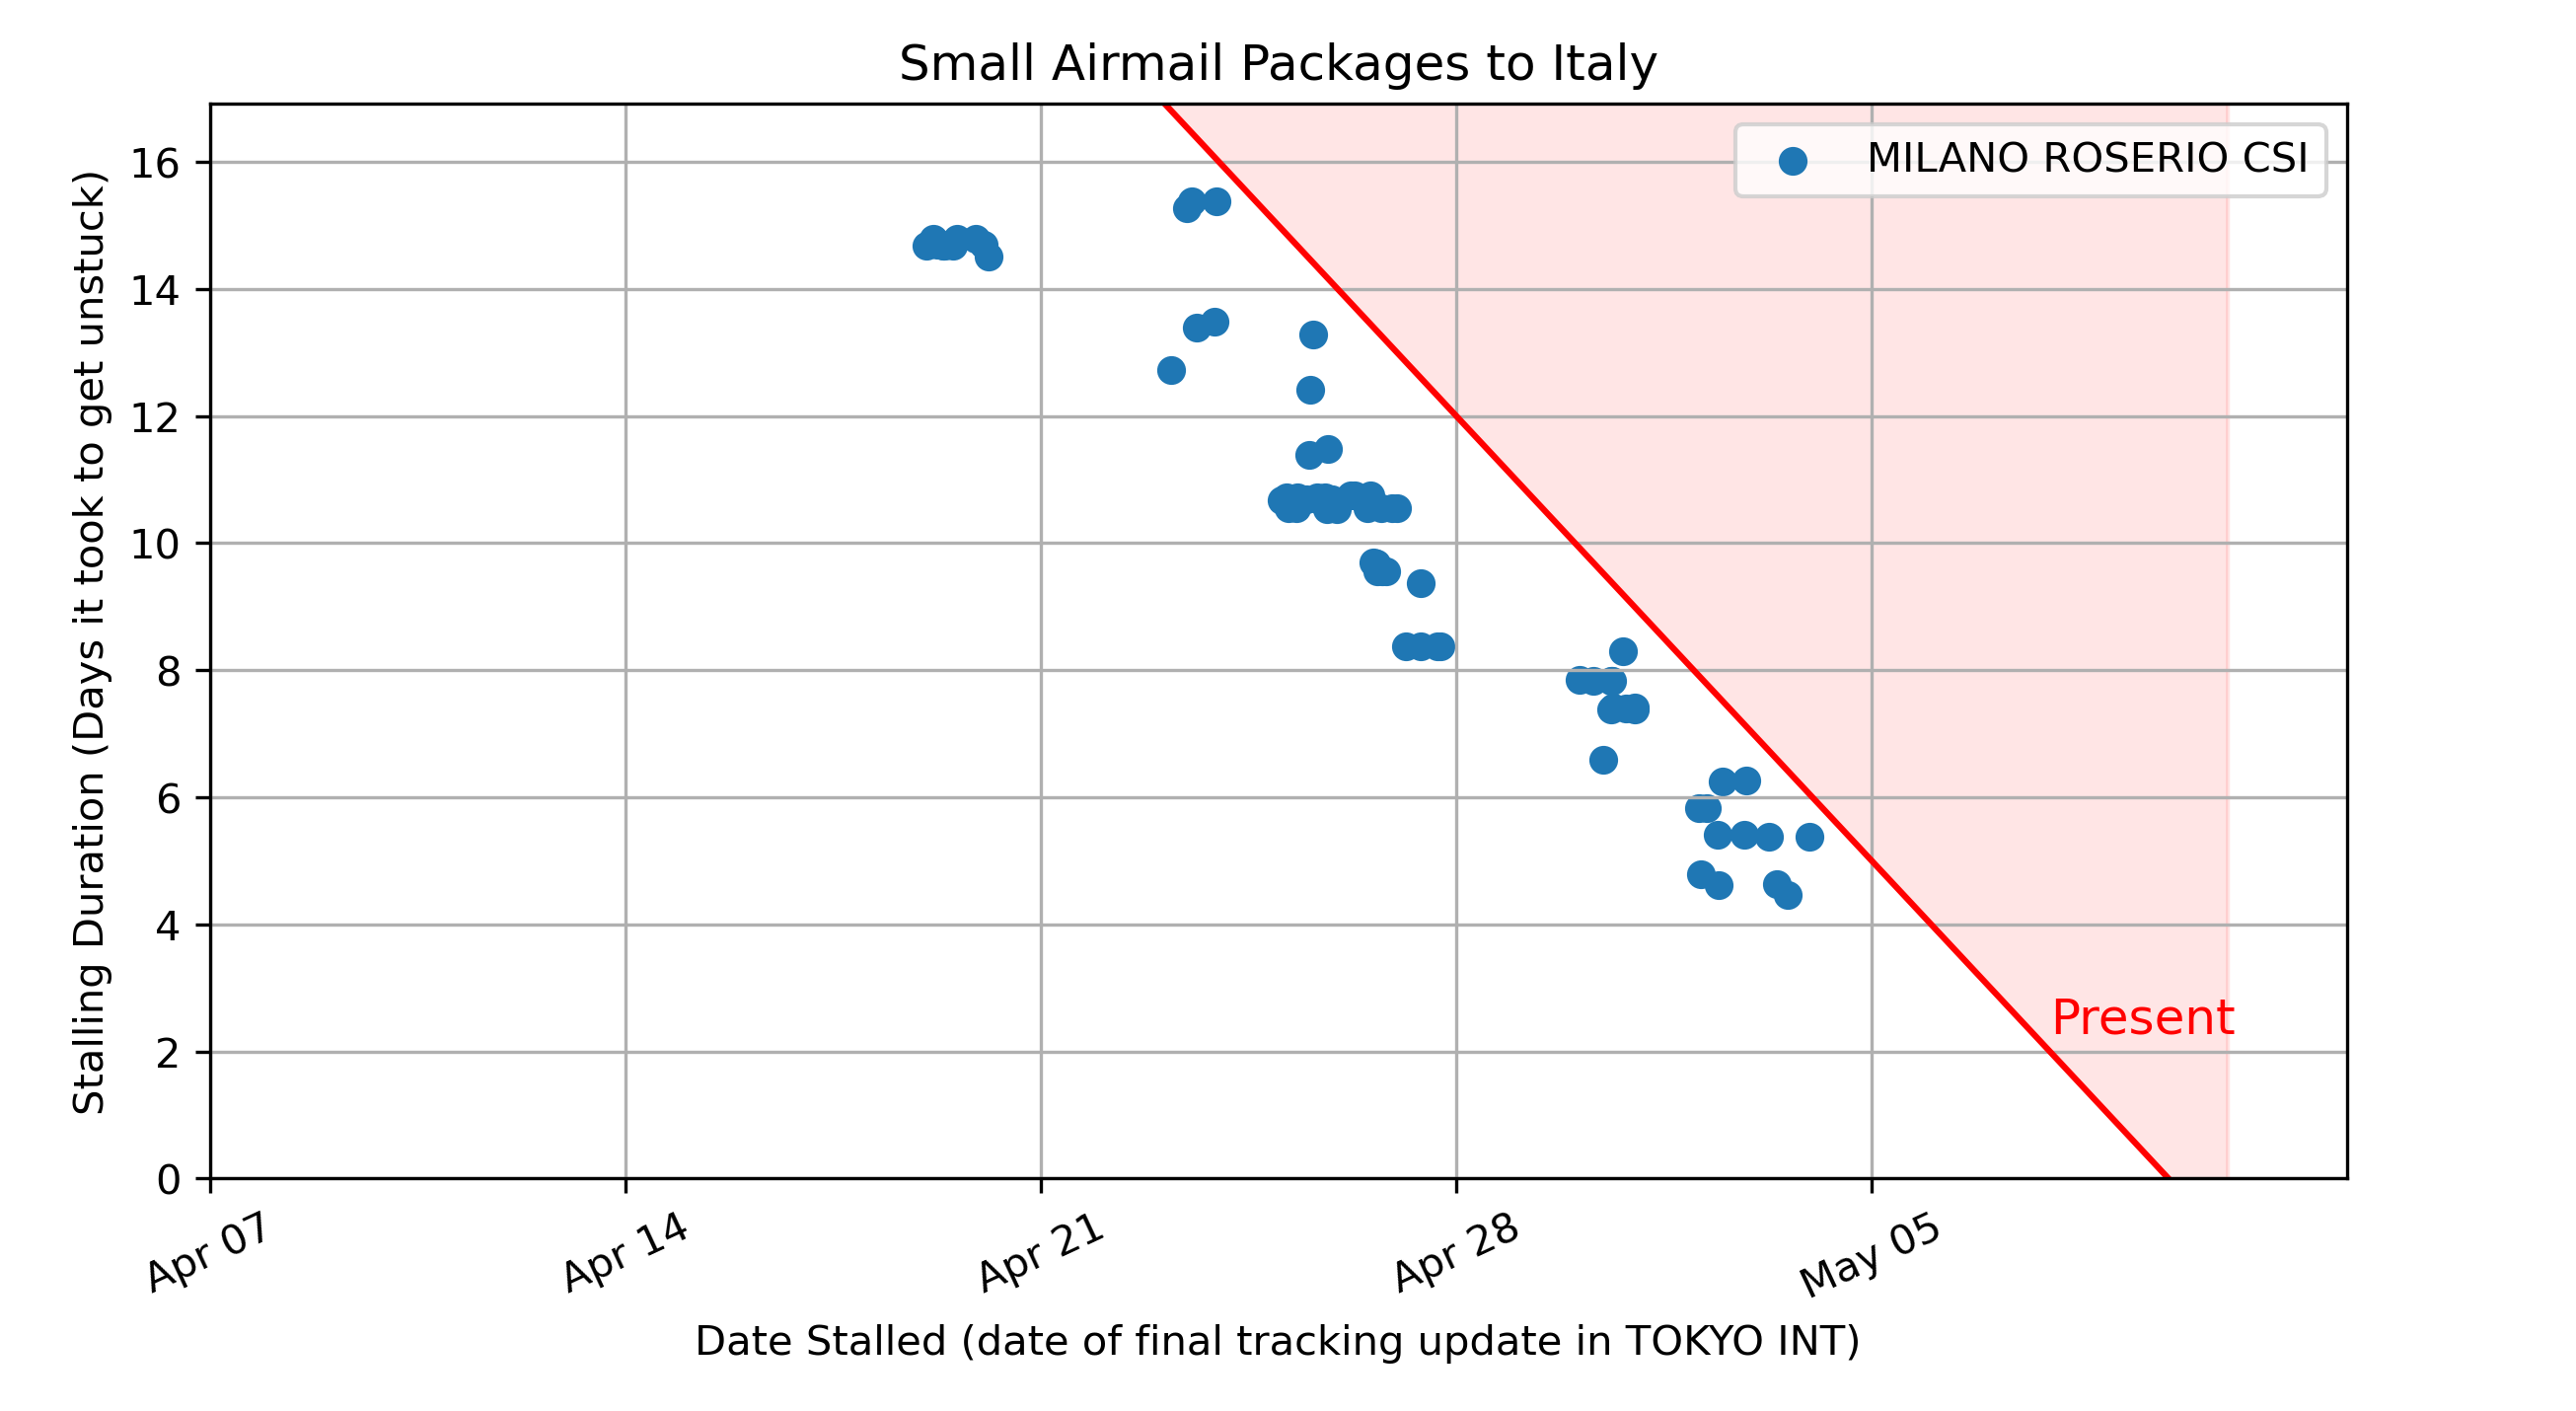 Small Airmail Packages to Italy
MILANO ROSERIO CSI
Stalling Duration (Days it took to get unstuck)
16
14
12
10
8
6
4
2
0
Present
Apr 07
Apr 14
Apr 21
Apr 28
May 05
Date Stalled (date of final tracking update in TOKYO INT)